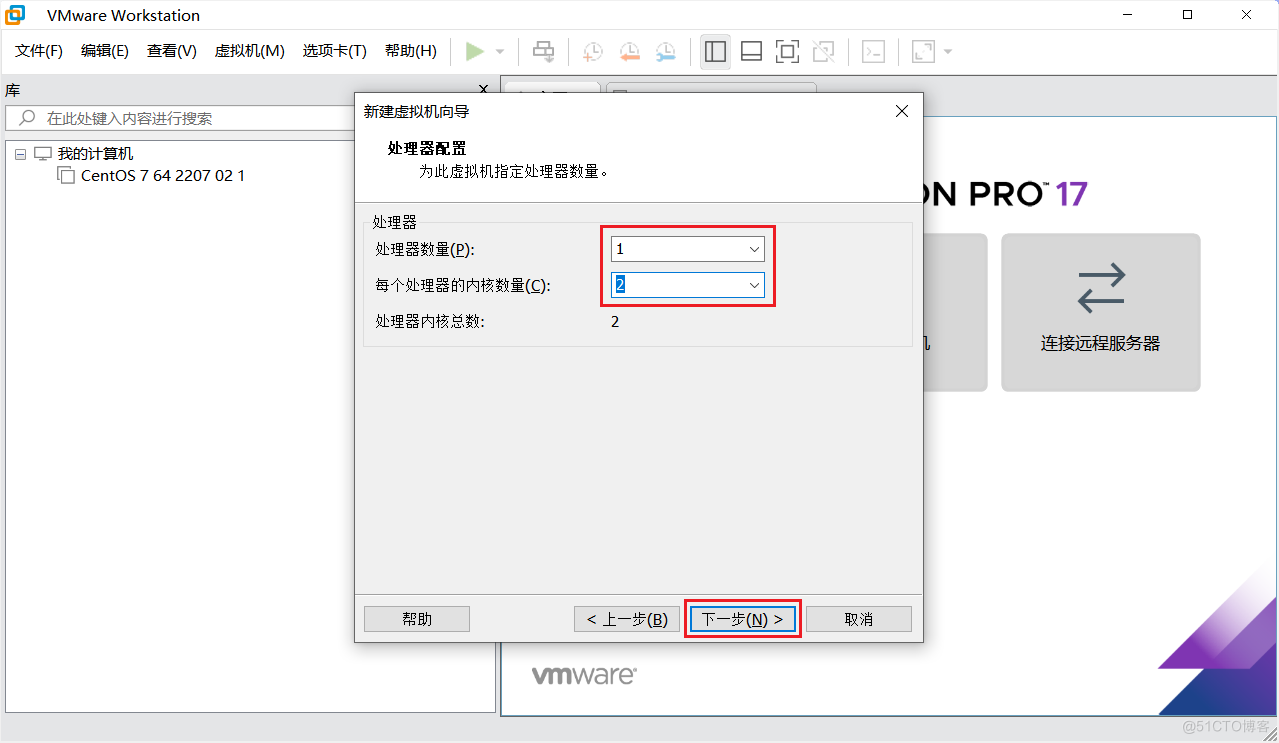 VMware Workstation
文件(F) 编辑(E) 查看(V) 虚拟机(M) 选项卡(T) 帮助(H)
库
在此处键入内容进行搜索
我的计算机
CentOS 7 64 2207 02 1
新建虚拟机向导
处理器配置
为此虚拟机指定处理器数量。
处理器
处理器数量(P): 1
每个处理器的内核数量(C): 2
处理器内核总数: 2
帮助 < 上一步(B) 下一步(N) > 取消
ON PRO™ 17
机 连接远程服务器
vmware®
@51CTO博客